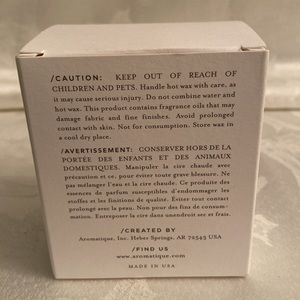 /CAUTION: KEEP OUT OF REACH OF
CHILDREN AND PETS. Handle hot wax with care, as
it may cause serious injury. Do not combine water and
hot wax. This product contains fragrance oils that may
damage fabric and fine finishes. Avoid prolonged
contact with skin. Not for consumption. Store wax in
a cool dry place.
/AVERTISSEMENT: CONSERVER HORS DE LA
PORTÉE DES ENFANTS ET DES ANIMAUX
DOMESTIQUES. Manipuler la cire chaude avec
précaution et ce, pour éviter toute grave blessure. Ne
pas mélanger l'eau et la cire chaude. Ce produit contient des
essences de parfum susceptibles d'endommager les
étoffes et les finitions de qualité. Éviter tout contact
prolongé avec la peau. Non pour des fins de consom-
mation. Entreposer la cire dans un endroit sec et frais.
/CREATED BY
Aromatique, Inc. Heber Springs, AR 72543 USA
/FIND US
www.aromatique.com
MADE IN USA